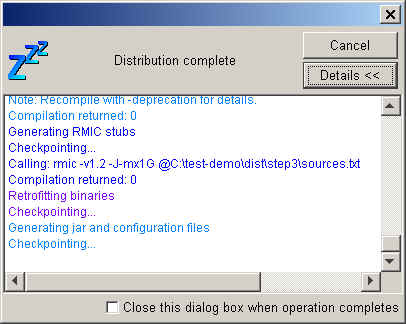 Cancel
Distribution complete
Details <<
Note: Recompile with -deprecation for details.
Compilation returned: 0
Generating RMIC stubs
Checkpointing...
Calling: rmic -v1.2 -J-mx1G @C:\test-demo\dist\step3\sources.txt
Compilation returned: 0
Retrofitting binaries
Checkpointing...
Generating jar and configuration files
Checkpointing...
Close this dialog box when operation completes